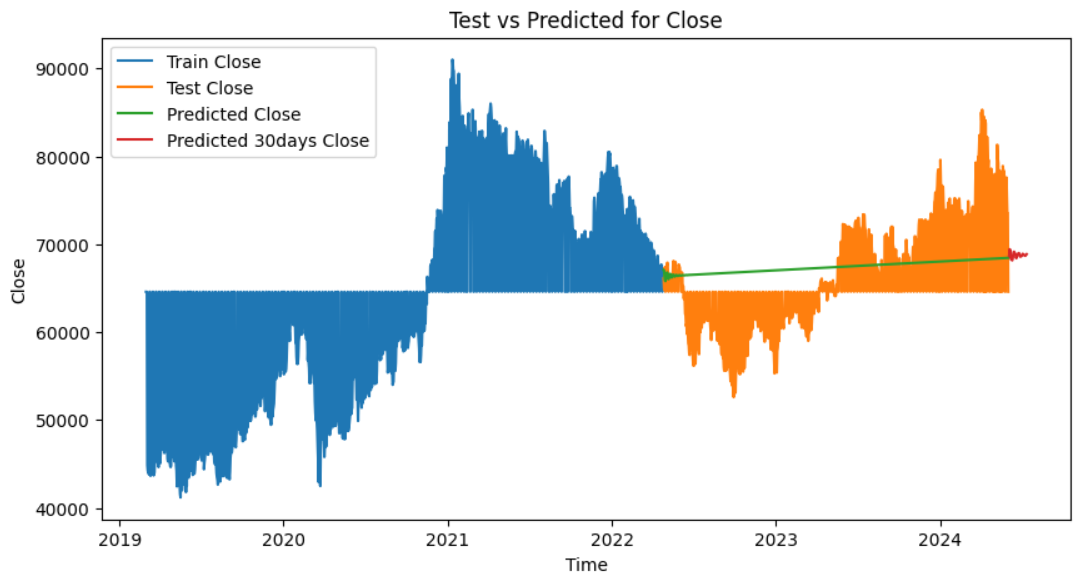 Test vs Predicted for Close
Train Close
Test Close
Predicted Close
Predicted 30days Close
90000
80000
70000
60000
50000
40000
Close
2019 2020 2021 2022 2023 2024
Time